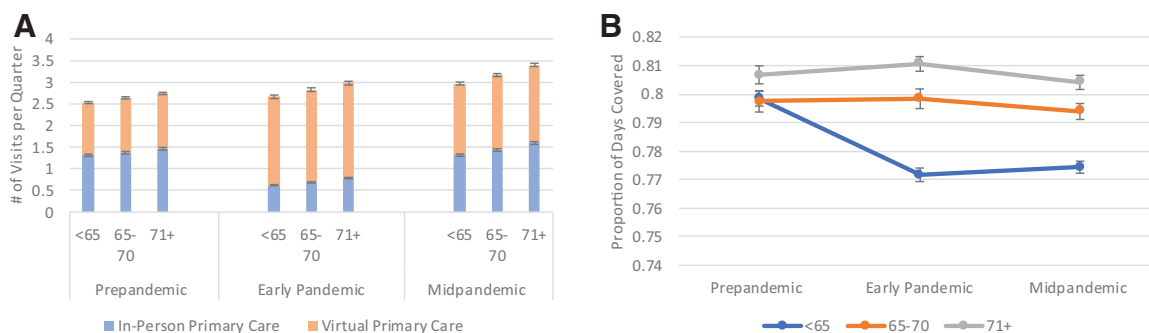 A
# of Visits per Quarter
4
3.5
3
2.5
2
1.5
1
0.5
0
<65 65-70 71+ <65 65-70 71+ <65 65-70 71+
Prepandemic Early Pandemic Midpandemic
In-Person Primary Care Virtual Primary Care
B
Proportion of Days Covered
0.82
0.81
0.8
0.79
0.78
0.77
0.76
0.75
0.74
Prepandemic Early Pandemic Midpandemic
<65 65-70 71+